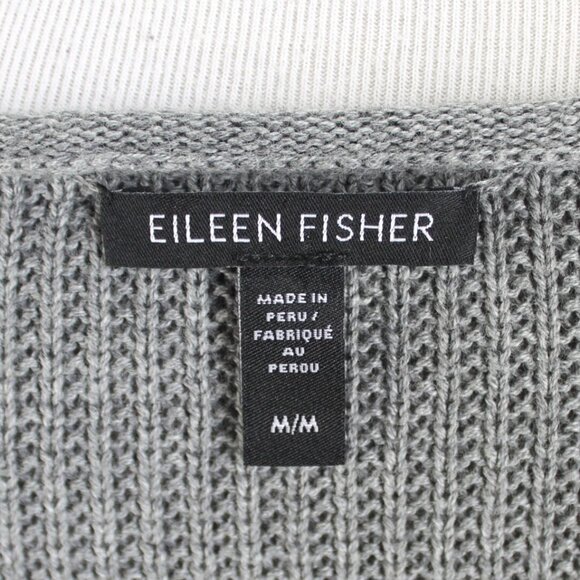 EILEEN FISHER
MADE IN
PERU /
FABRIQUÉ
AU
PEROU
M/M